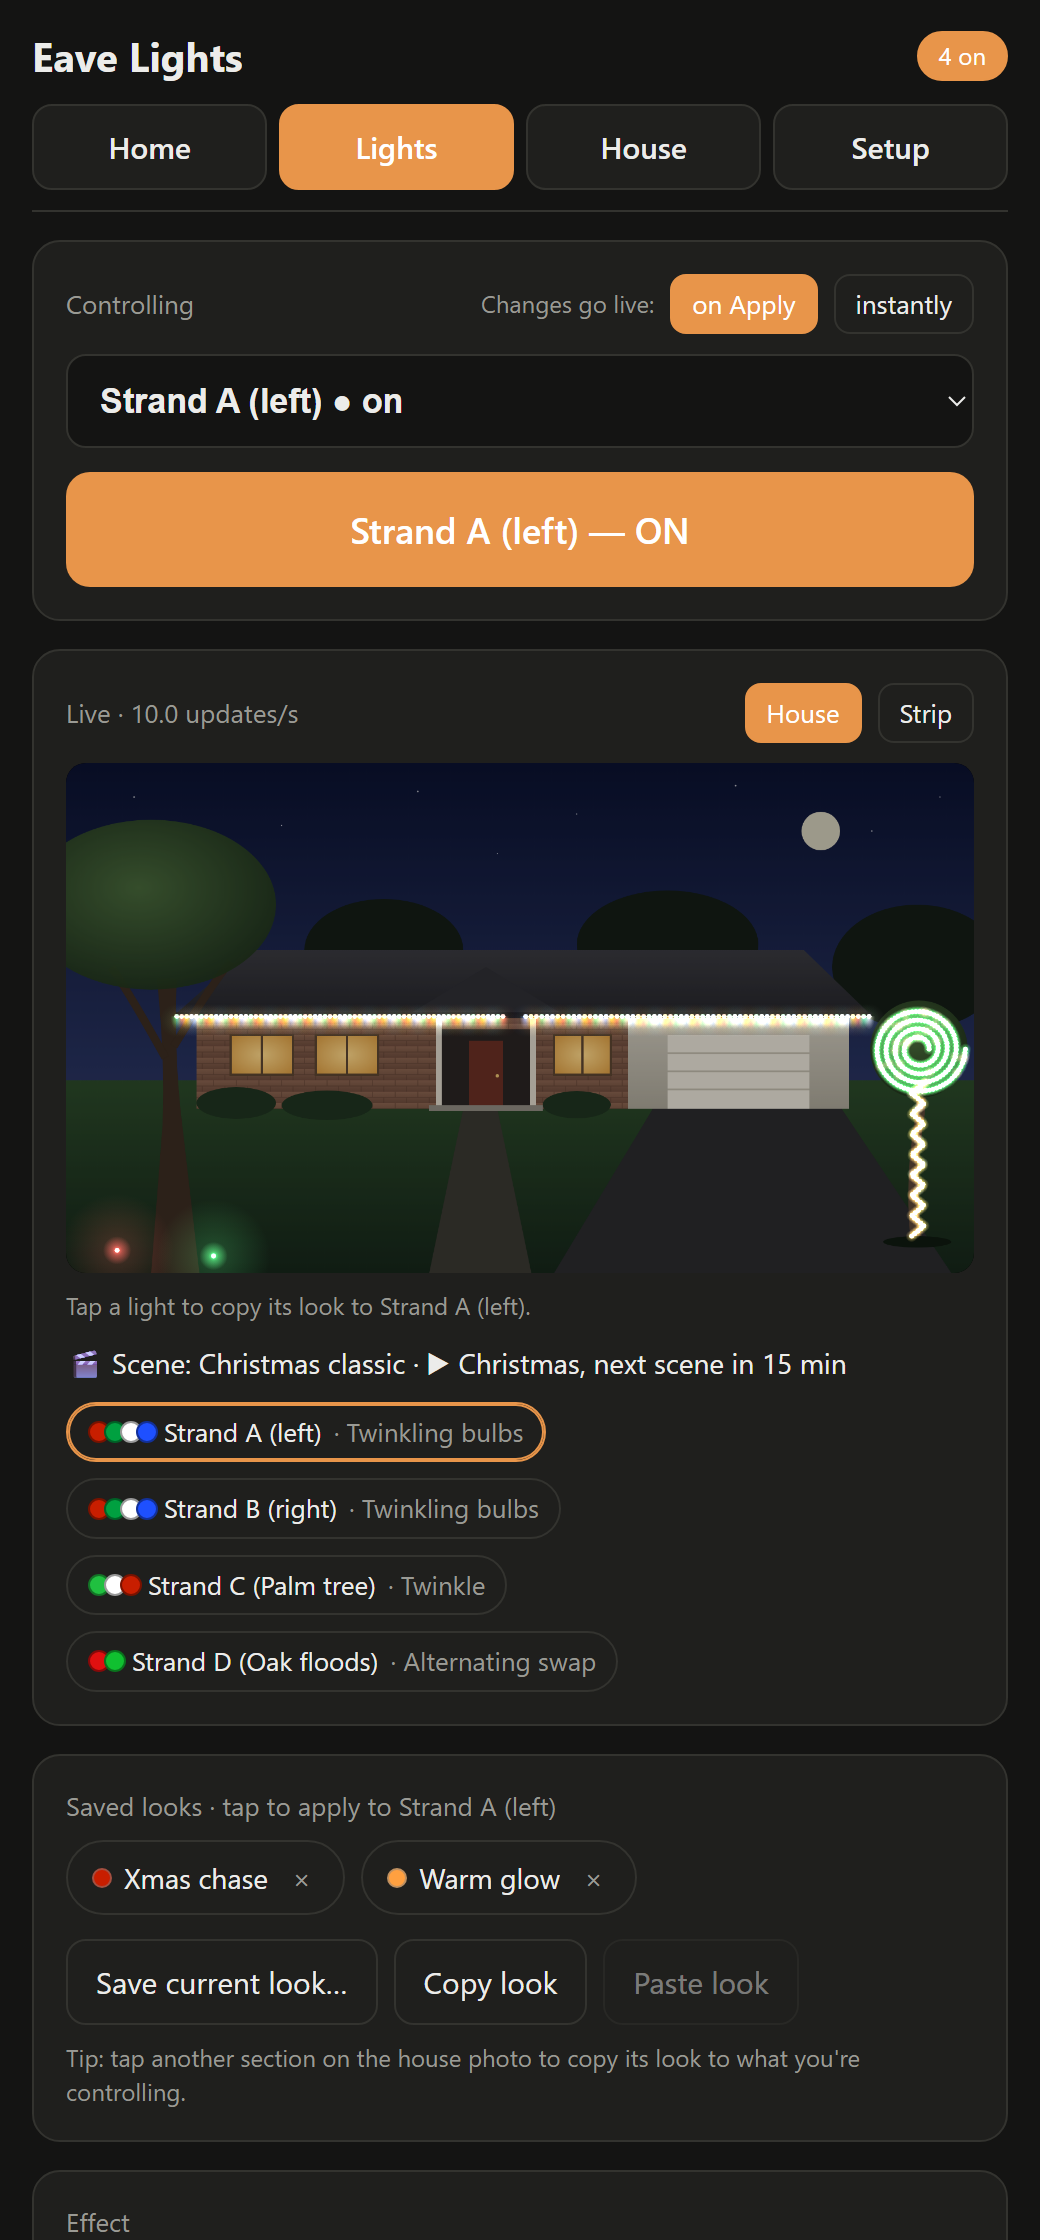 Eave Lights
4 on
Home
Lights
House
Setup
Controlling
Changes go live:
on Apply
instantly
Strand A (left) ● on
Strand A (left) — ON
Live · 10.0 updates/s
House
Strip
Tap a light to copy its look to Strand A (left).
🎬 Scene: Christmas classic · ▶ Christmas, next scene in 15 min
Strand A (left) · Twinkling bulbs
Strand B (right) · Twinkling bulbs
Strand C (Palm tree) · Twinkle
Strand D (Oak floods) · Alternating swap
Saved looks · tap to apply to Strand A (left)
Xmas chase ×
Warm glow ×
Save current look...
Copy look
Paste look
Tip: tap another section on the house photo to copy its look to what you're
controlling.
Effect